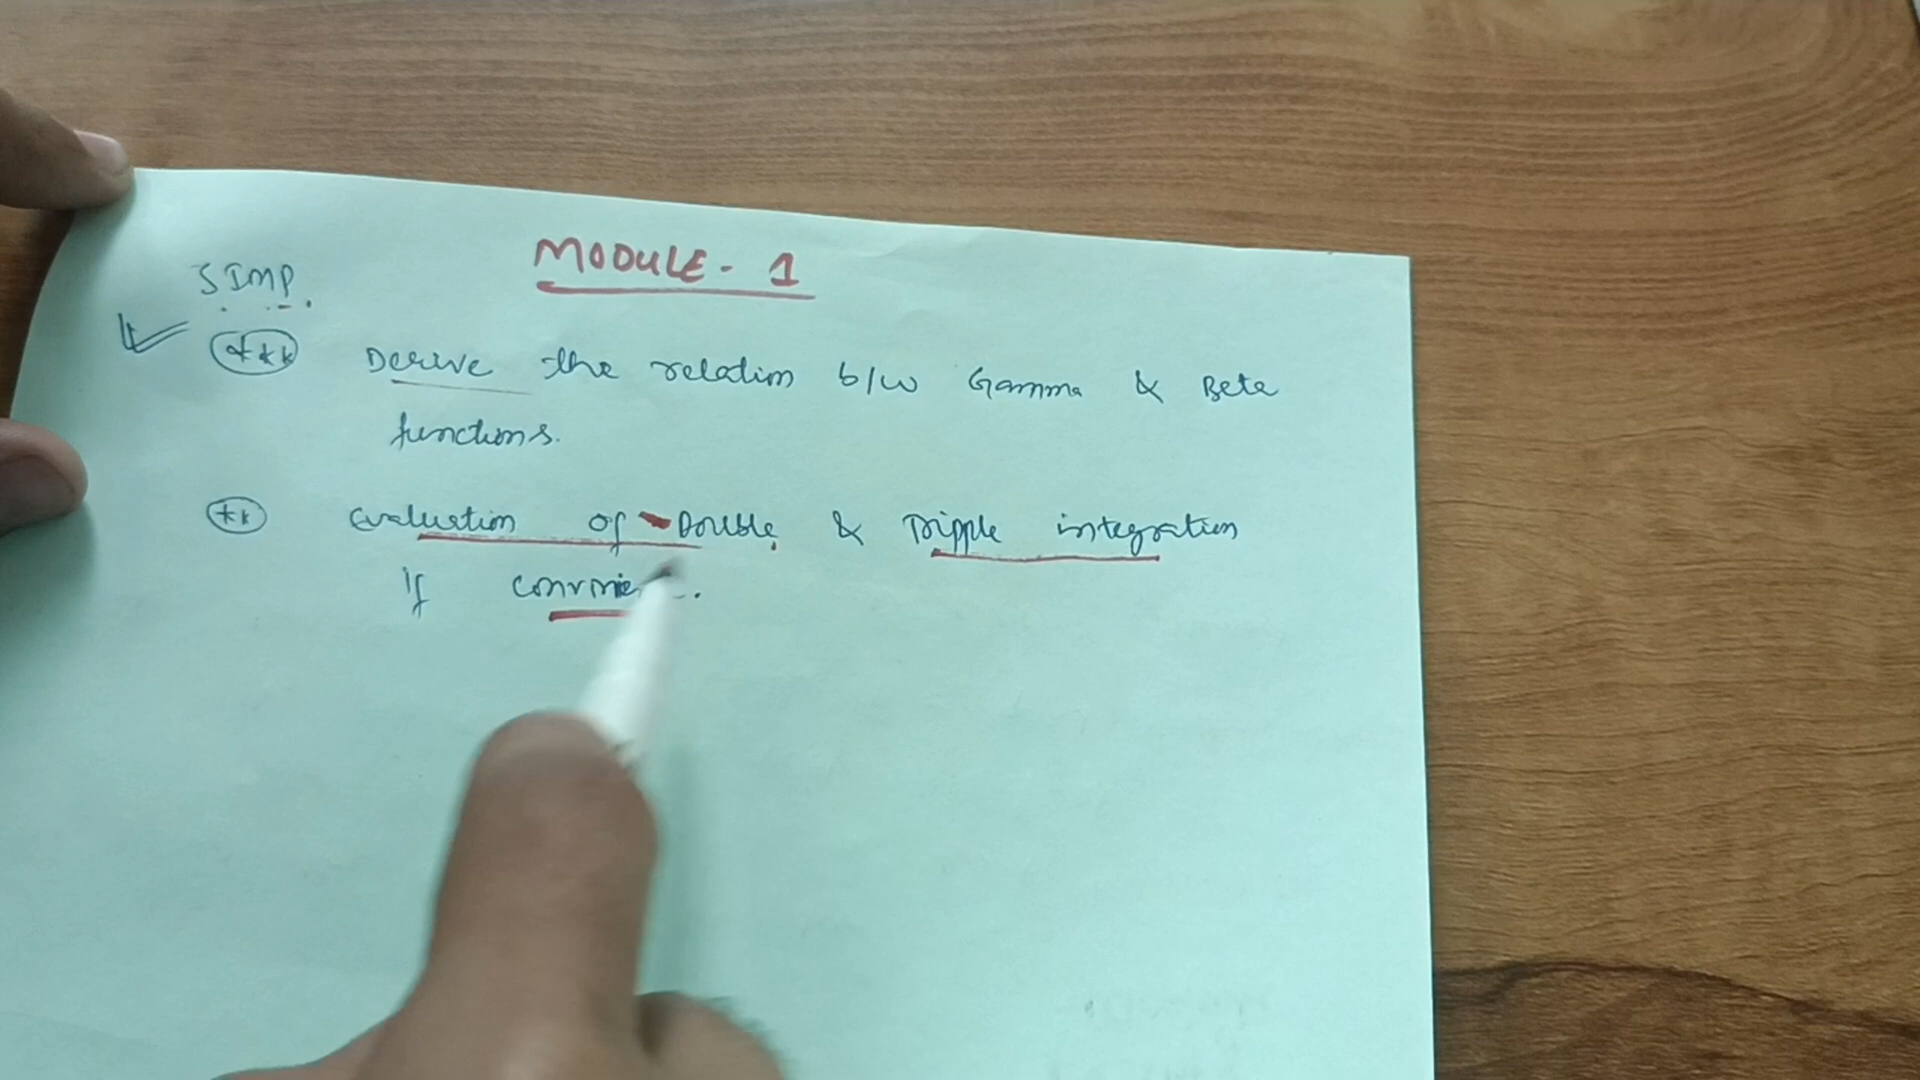 MODULE - 1
SIMP.
*** Derive the relation b/w Gamma & Beta
functions.
** Evaluation of Double & Tripple integration
If